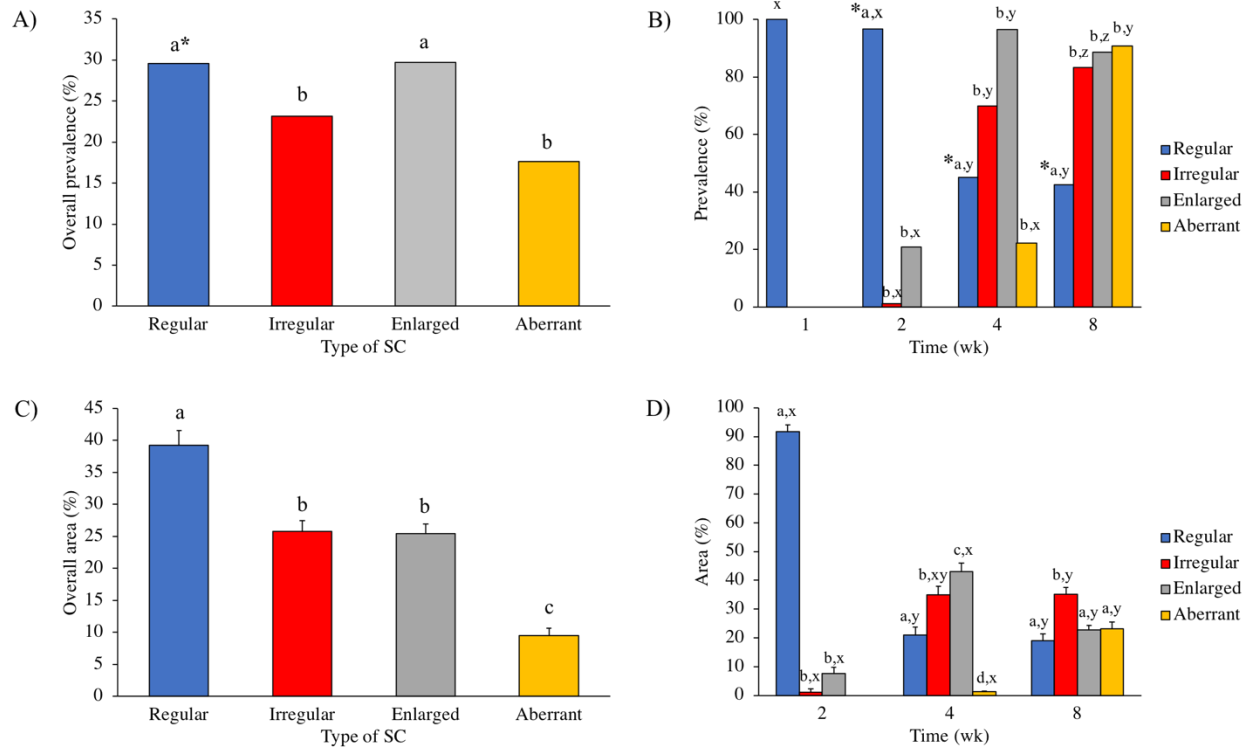 A)
Overall prevalence (%)
35
30
25
20
15
10
5
0
a*
b
a
b
Regular Irregular Enlarged Aberrant
Type of SC
B)
Prevalence (%)
100
80
60
40
20
0
x
*a,x
b,x
b,x
*a,y
b,y
b,y
b,x
*a,y
b,z
b,z
b,y
1 2 4 8
Time (wk)
Regular
Irregular
Enlarged
Aberrant
C)
Overall area (%)
45
40
35
30
25
20
15
10
5
0
a
b
b
c
Regular Irregular Enlarged Aberrant
Type of SC
D)
Area (%)
100
90
80
70
60
50
40
30
20
10
0
a,x
b,x
b,x
a,y
b,xy
c,x
d,x
a,y
b,y
a,y
a,y
2 4 8
Time (wk)
Regular
Irregular
Enlarged
Aberrant